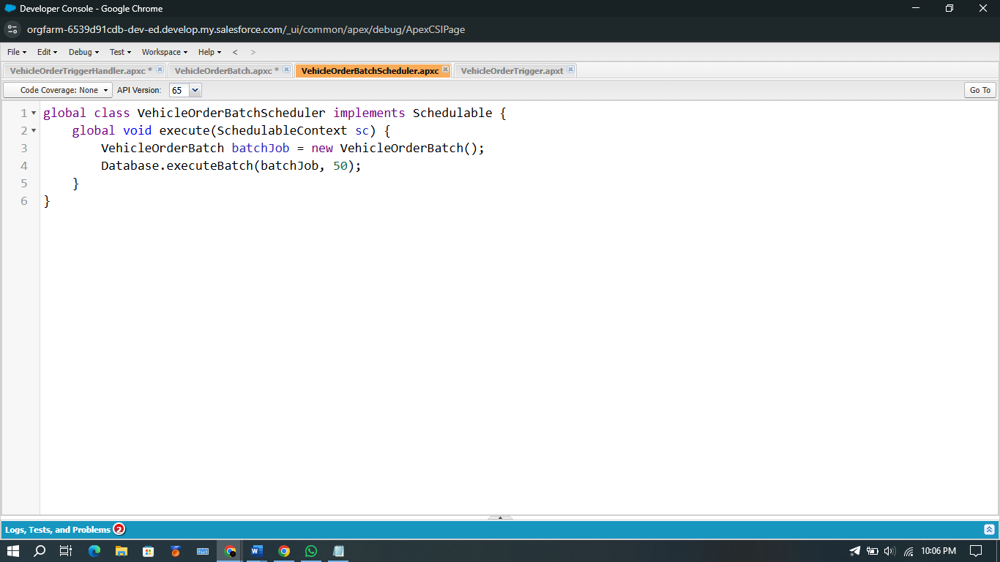 Developer Console - Google Chrome
orgfarm-6539d91cdb-dev-ed.develop.my.salesforce.com/_ui/common/apex/debug/ApexCSIPage
File Edit Debug Test Workspace Help < >
VehicleOrderTriggerHandler.apxc * VehicleOrderBatch.apxc * VehicleOrderBatchScheduler.apxc VehicleOrderTrigger.apxt
Code Coverage: None API Version: 65 Go To
1 global class VehicleOrderBatchScheduler implements Schedulable {
2 global void execute(SchedulableContext sc) {
3 VehicleOrderBatch batchJob = new VehicleOrderBatch();
4 Database.executeBatch(batchJob, 50);
5 }
6 }
Logs, Tests, and Problems 2
10:06 PM